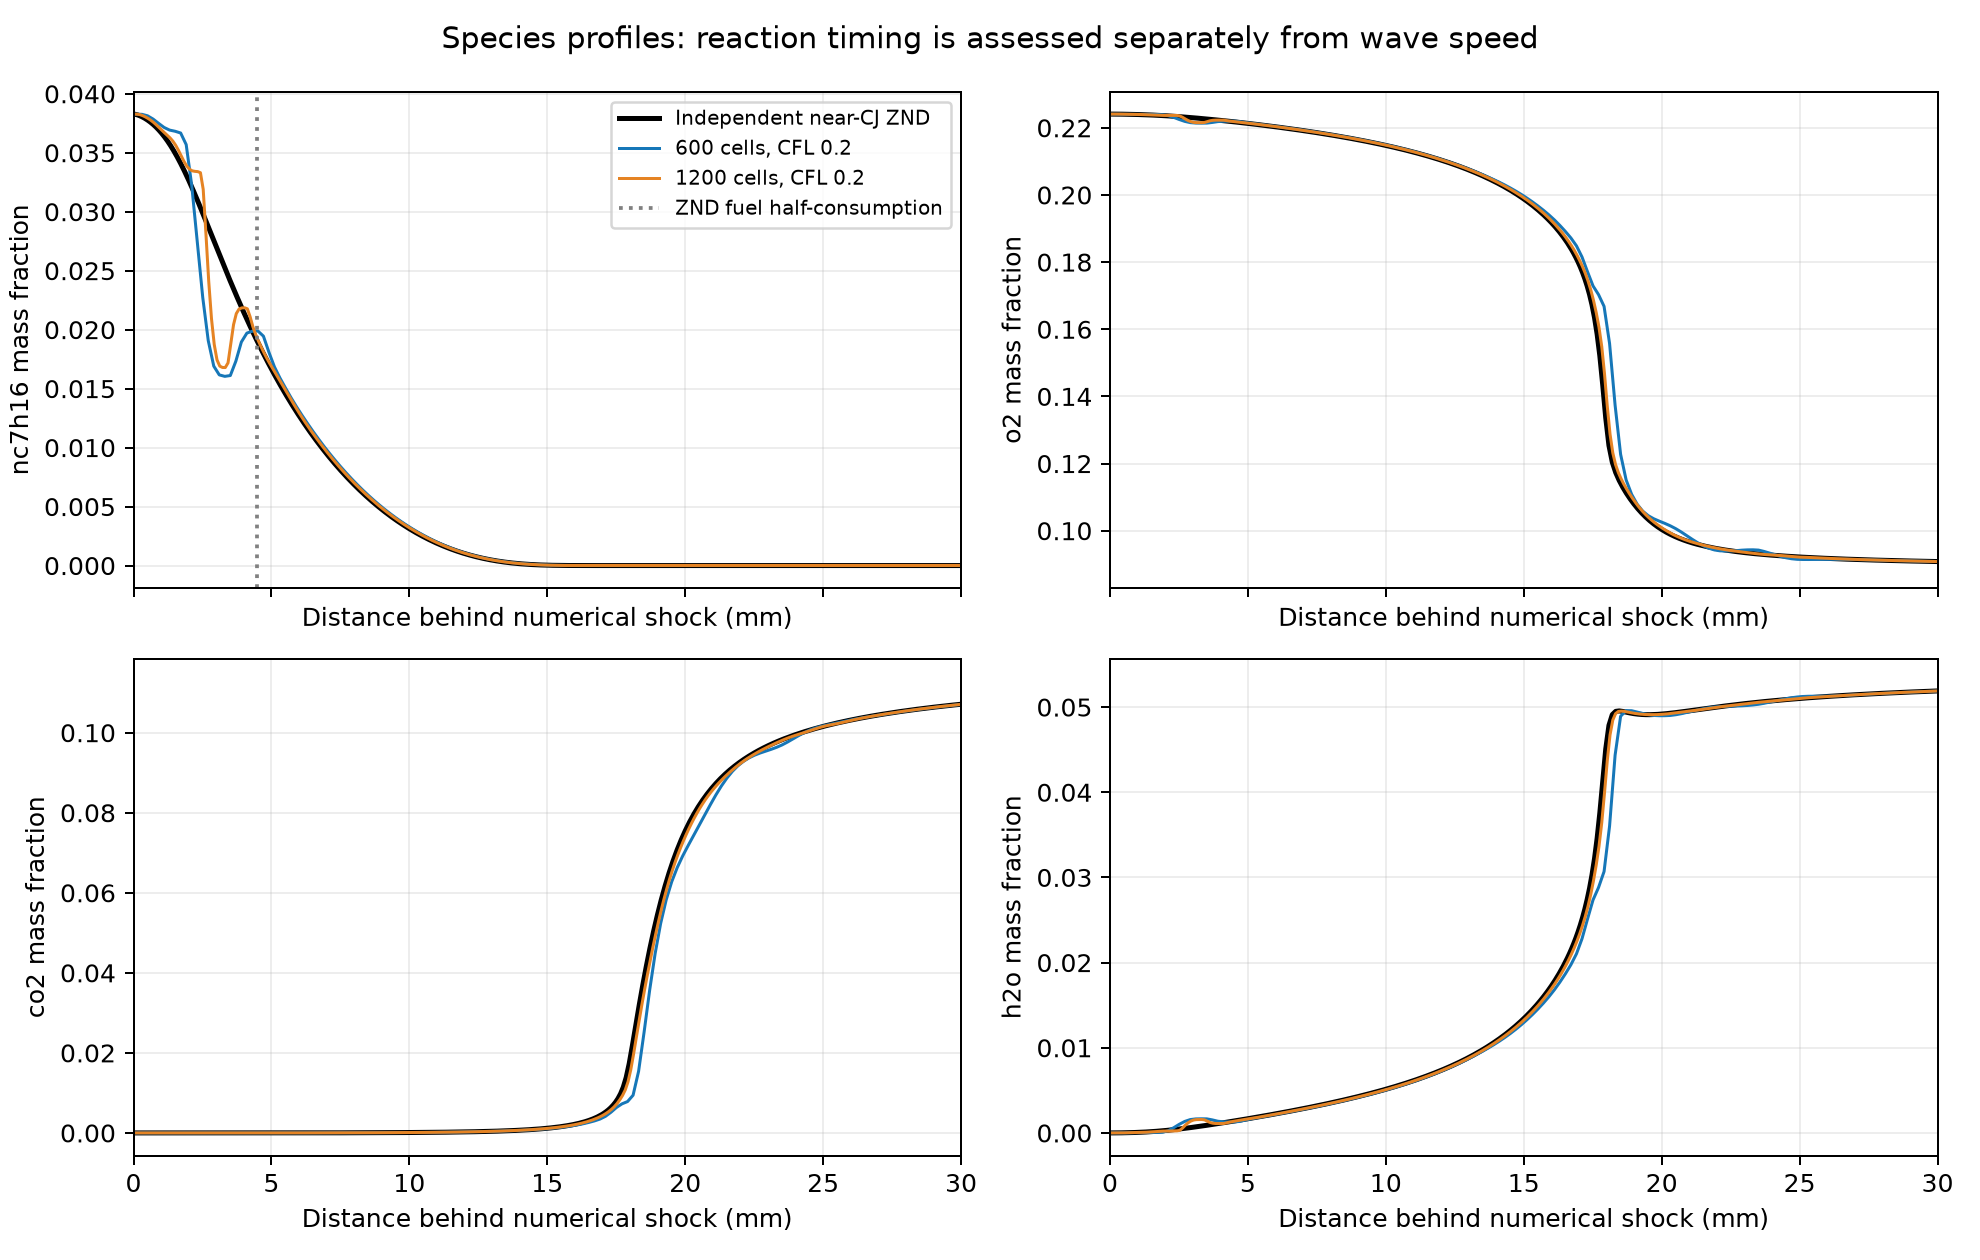 Species profiles: reaction timing is assessed separately from wave speed
0.040
0.035
0.030
0.025
0.020
0.015
0.010
0.005
0.000
nc7h16 mass fraction
Independent near-CJ ZND
600 cells, CFL 0.2
1200 cells, CFL 0.2
ZND fuel half-consumption
Distance behind numerical shock (mm)
0.22
0.20
0.18
0.16
0.14
0.12
0.10
o2 mass fraction
Distance behind numerical shock (mm)
0.10
0.08
0.06
0.04
0.02
0.00
co2 mass fraction
0 5 10 15 20 25 30
Distance behind numerical shock (mm)
0.05
0.04
0.03
0.02
0.01
0.00
h2o mass fraction
0 5 10 15 20 25 30
Distance behind numerical shock (mm)